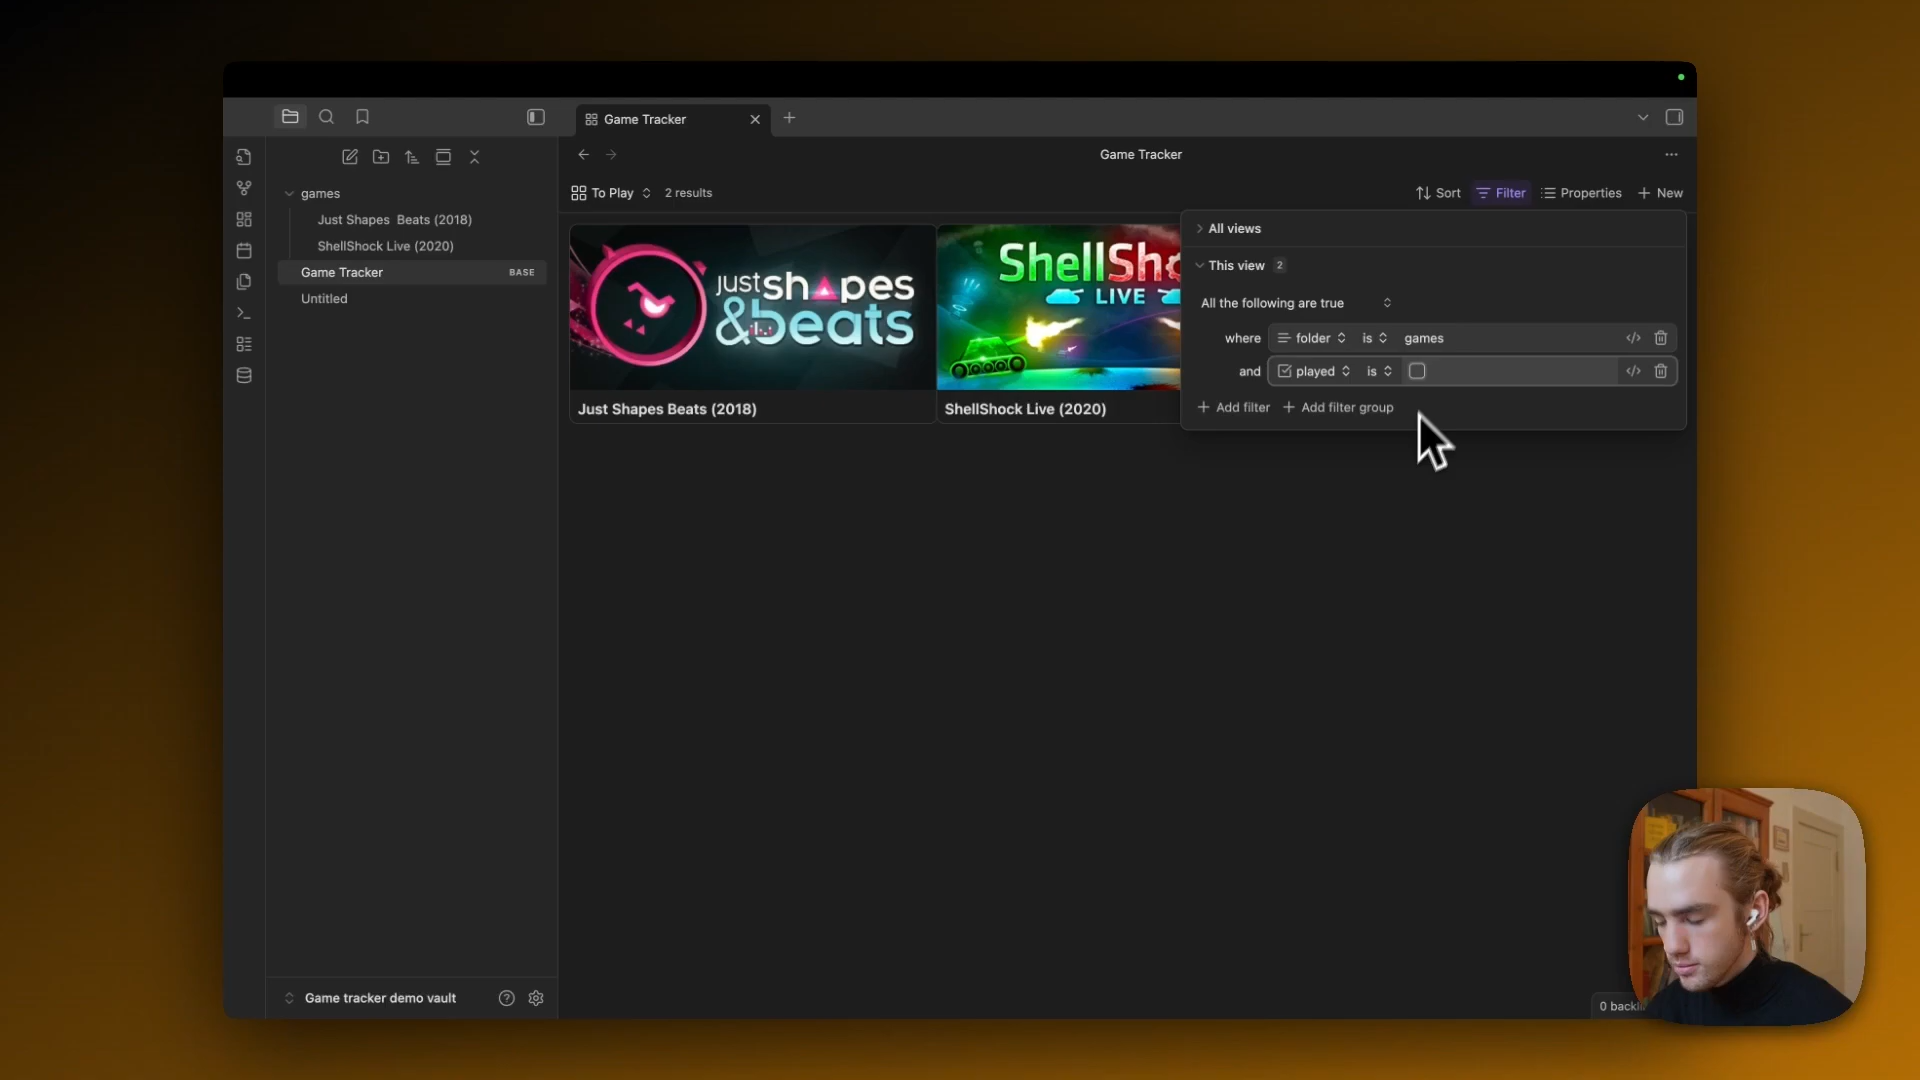 Game Tracker
Game Tracker
To Play
2 results
Sort
Filter
Properties
New
games
Just Shapes Beats (2018)
ShellShock Live (2020)
Game Tracker
BASE
Untitled
just shapes
&beats
Just Shapes Beats (2018)
ShellSh
LIVE
ShellShock Live (2020)
All views
This view 2
All the following are true
where folder is games
and played is
Add filter
Add filter group
Game tracker demo vault
0 backli